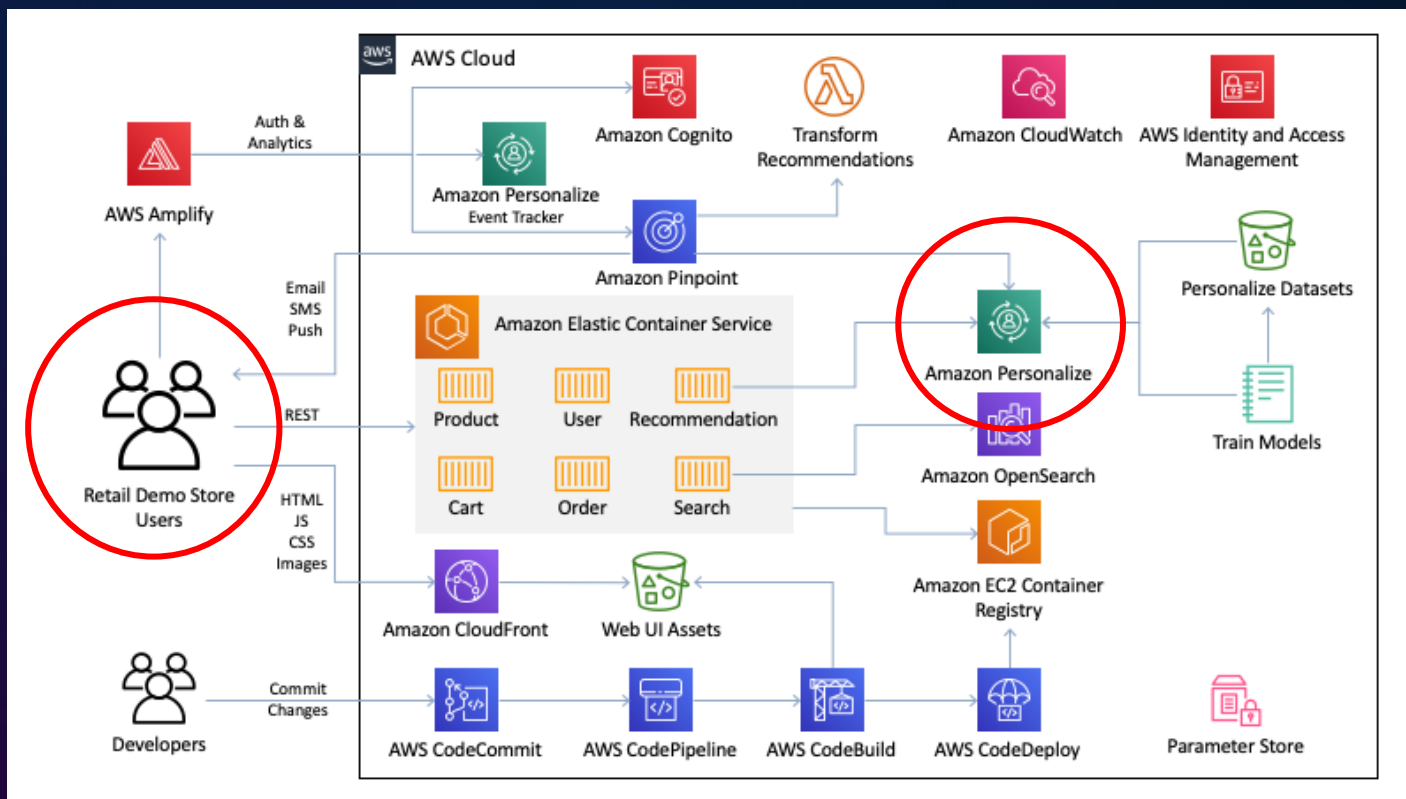 aws
AWS Cloud
Auth &
Analytics
AWS Amplify
Amazon Cognito
Transform
Recommendations
Amazon CloudWatch
AWS Identity and Access
Management
Amazon Personalize
Event Tracker
Amazon Pinpoint
Email
SMS
Push
Personalize Datasets
Amazon Elastic Container Service
Amazon Personalize
Product
User
Recommendation
REST
Train Models
Amazon OpenSearch
Retail Demo Store
Users
Cart
Order
Search
HTML
JS
CSS
Images
Amazon EC2 Container
Registry
Amazon CloudFront
Web UI Assets
Developers
Commit
Changes
AWS CodeCommit
AWS CodePipeline
AWS CodeBuild
AWS CodeDeploy
Parameter Store